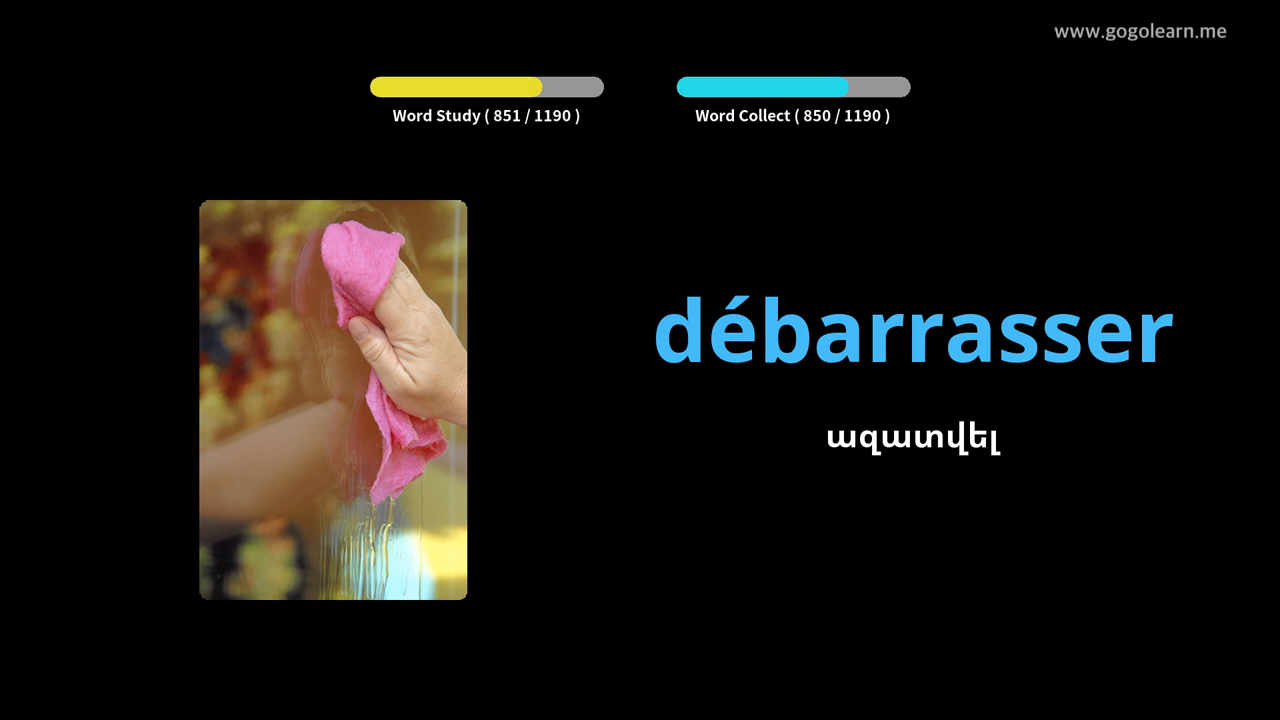 www.gogolearn.me
Word Study ( 851 / 1190 )
Word Collect ( 850 / 1190 )
débarrasser
ազատվել